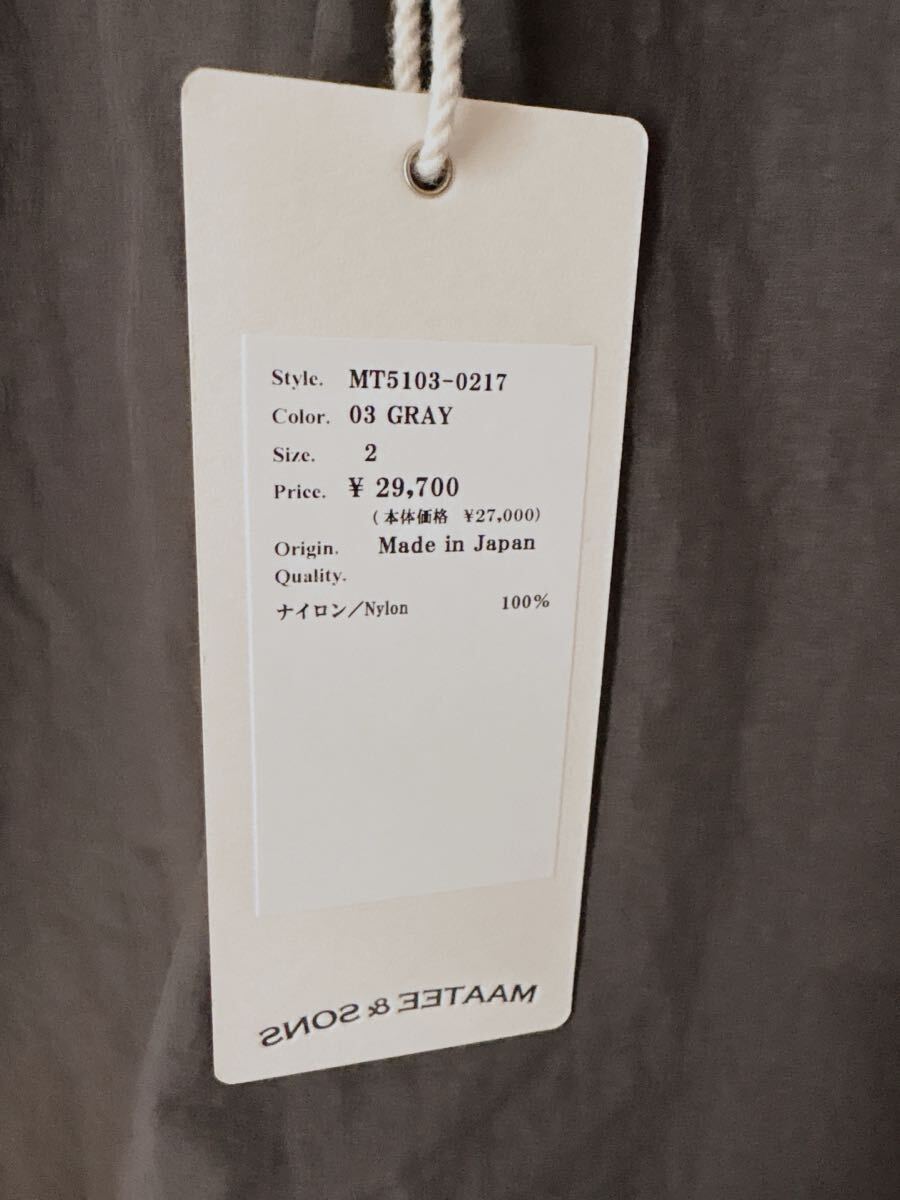 Style. MT5103-0217
Color. 03 GRAY
Size. 2
Price. ¥ 29,700
(本体価格 ¥27,000)
Origin. Made in Japan
Quality.
ナイロン／Nylon 100%
MAATEE & SONS